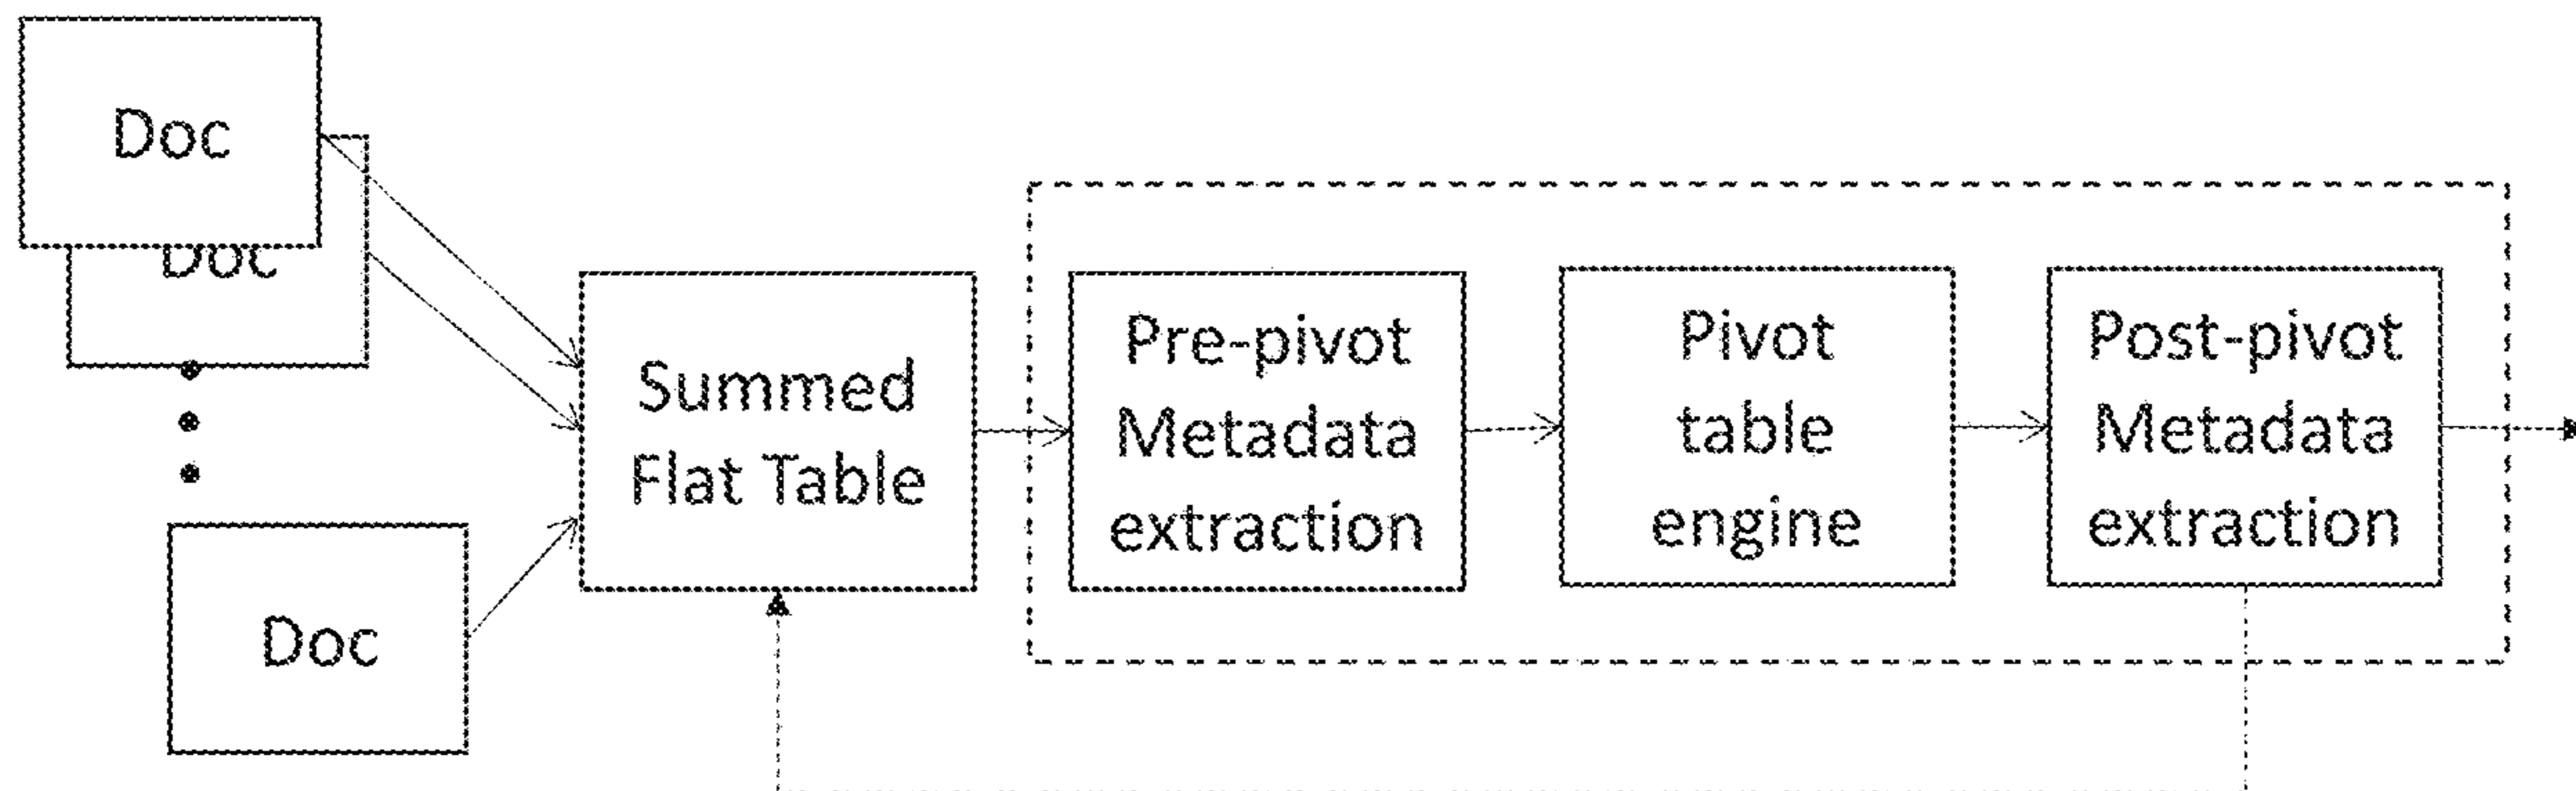 Doc
Doc
Doc
Summed
Flat Table
Pre-pivot
Metadata
extraction
Pivot
table
engine
Post-pivot
Metadata
extraction